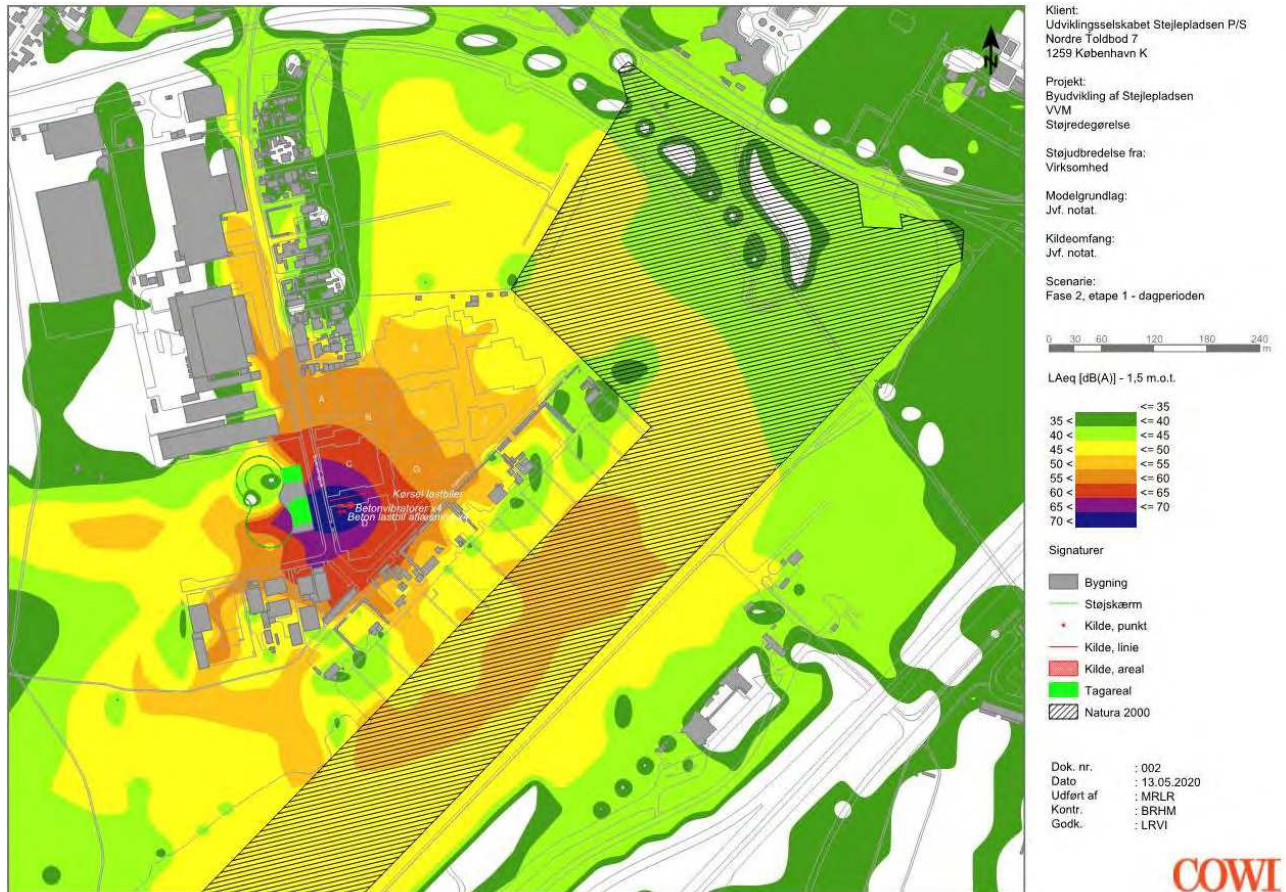 Klient:
Udviklingsselskabet Stejlepladsen P/S
Nordre Toldbod 7
1259 København K
N
Projekt:
Byudvikling af Stejlepladsen
VVM
Støjredegørelse
Støjudbredelse fra:
Virksomhed
Modelgrundlag:
Jvf. notat.
Kildeomfang:
Jvf. notat.
Scenarie:
Fase 2, etape 1 - dagperioden
0 30 60 120 180 240
m
LAeq [dB(A)] - 1,5 m.o.t.
<= 35
35 < <= 40
40 < <= 45
45 < <= 50
50 < <= 55
55 < <= 60
60 < <= 65
65 < <= 70
70 <
Signaturer
Bygning
Støjskærm
Kilde, punkt
Kilde, linie
Kilde, areal
Tagareal
Natura 2000
Dok. nr. : 002
Dato : 13.05.2020
Udført af : MRLR
Kontr. : BRHM
Godk. : LRVI
COWI
A
B
C
G
Kørsel lastbiler
Betonvibratorer x4
Beton lastbil
D